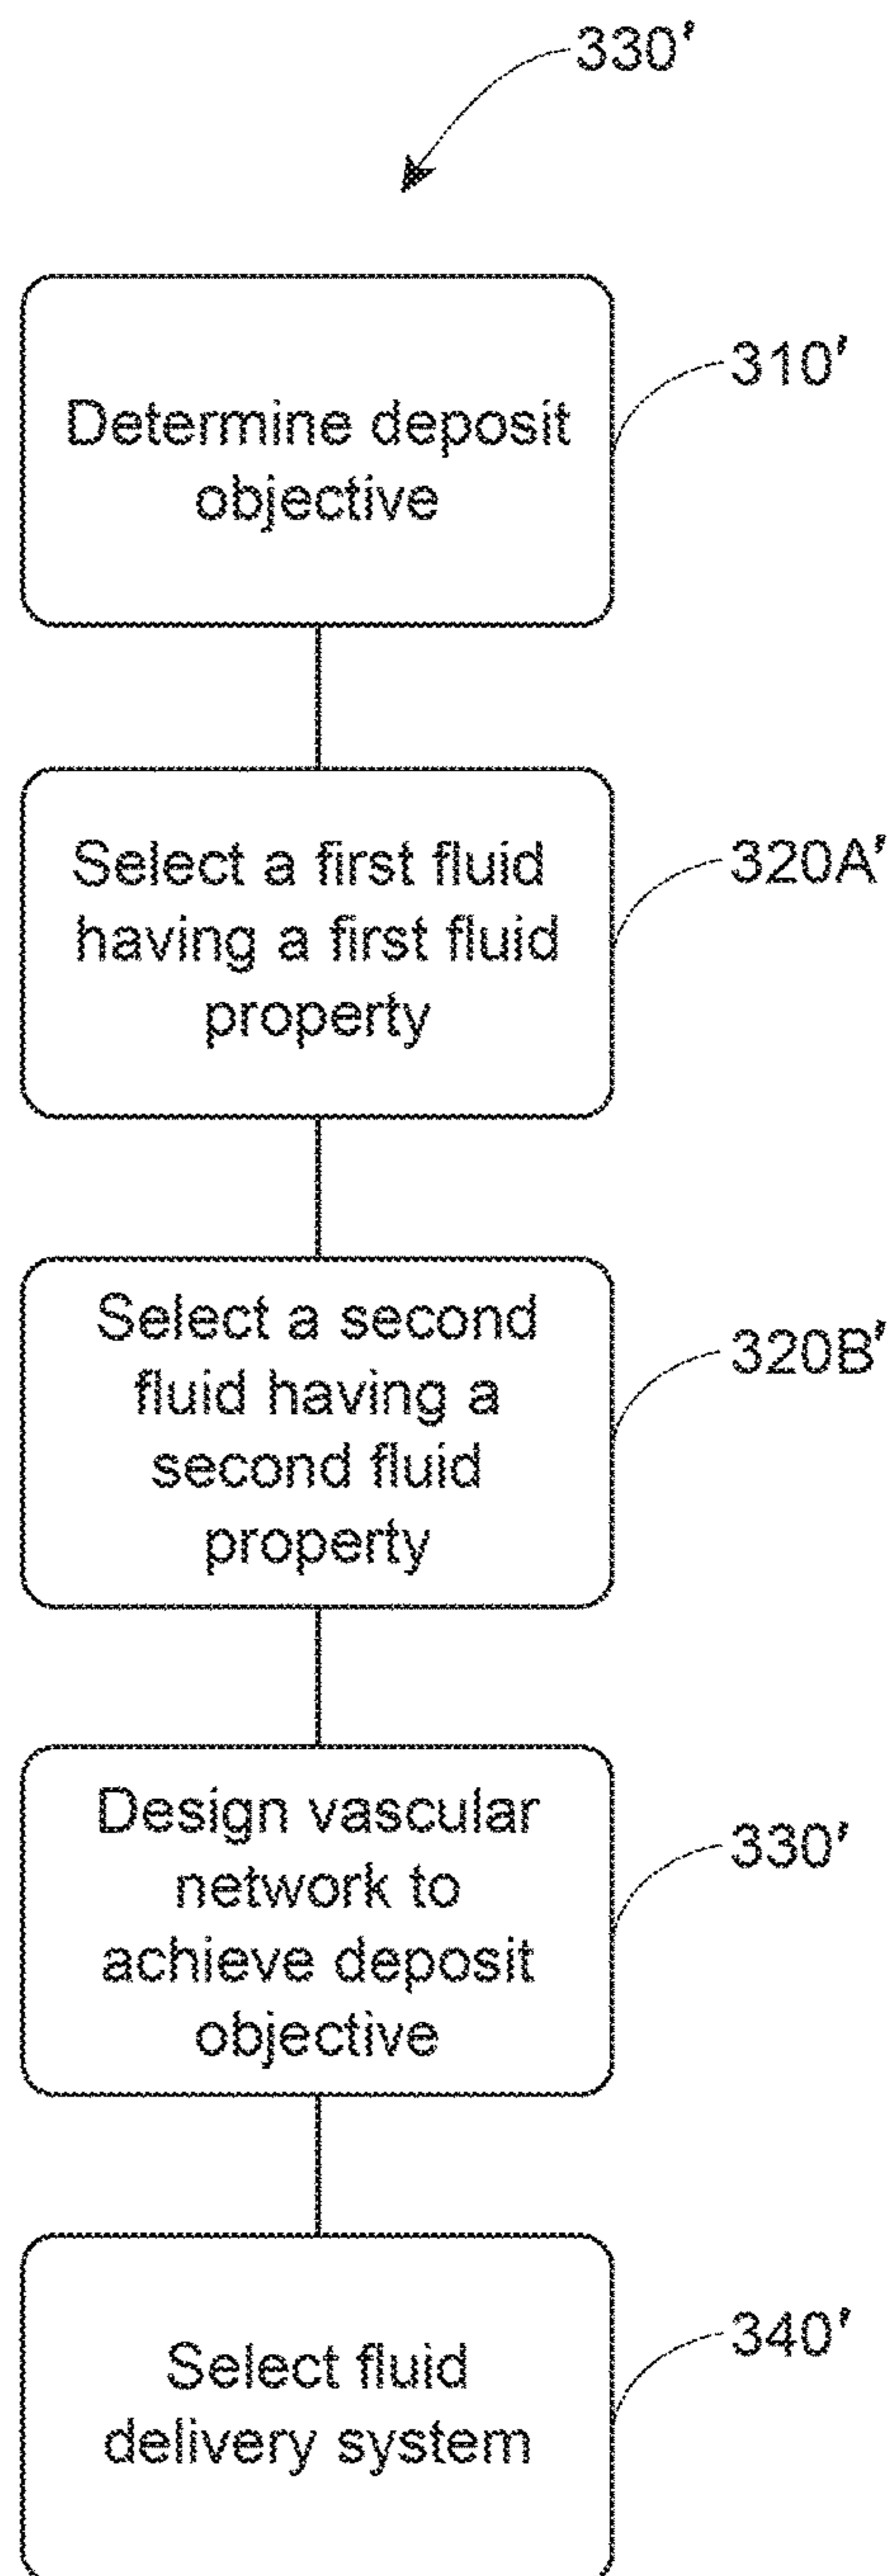 330'
Determine deposit
objective
310'
Select a first fluid
having a first fluid
property
320A'
Select a second
fluid having a
second fluid
property
320B'
Design vascular
network to
achieve deposit
objective
330'
Select fluid
delivery system
340'